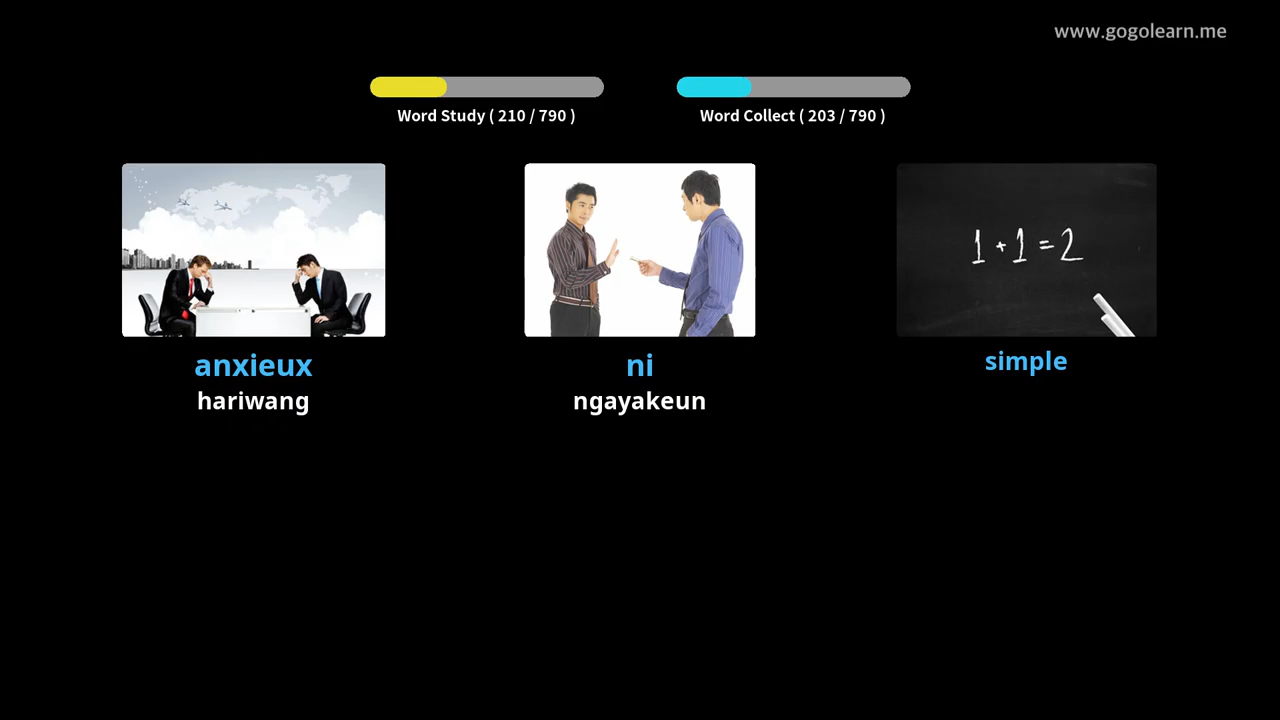 www.gogolearn.me
Word Study ( 210 / 790 )
Word Collect ( 203 / 790 )
1 + 1 = 2
anxieux
ni
simple
hariwang
ngayakeun